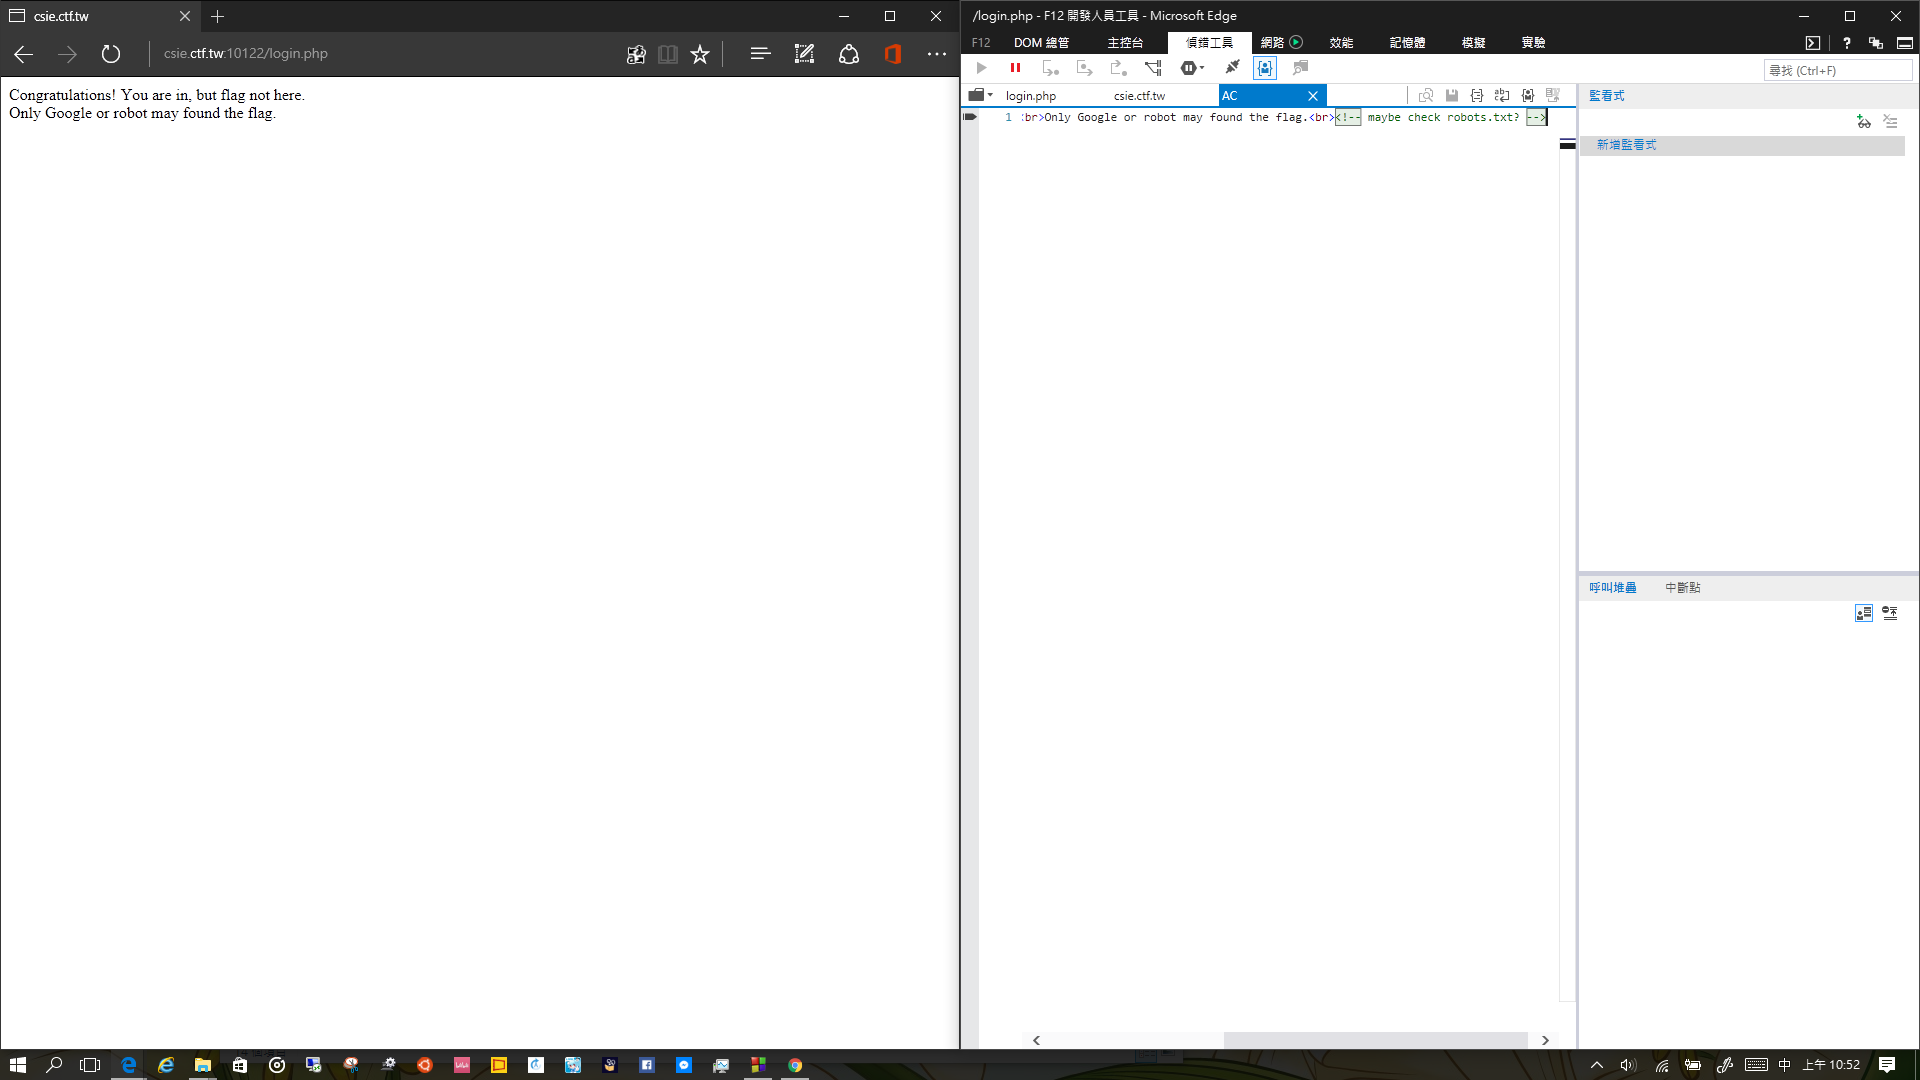 csie.ctf.tw
csie.ctf.tw:10122/login.php
Congratulations! You are in, but flag not here.
Only Google or robot may found the flag.
/login.php - F12 開發人員工具 - Microsoft Edge
F12 DOM 總管 主控台 偵錯工具 網路 效能 記憶體 模擬 實驗
尋找 (Ctrl+F)
login.php csie.ctf.tw AC
1 br>Only Google or robot may found the flag.<br><!-- maybe check robots.txt? -->
監看式
新增監看式
呼叫堆疊 中斷點
中 上午 10:52